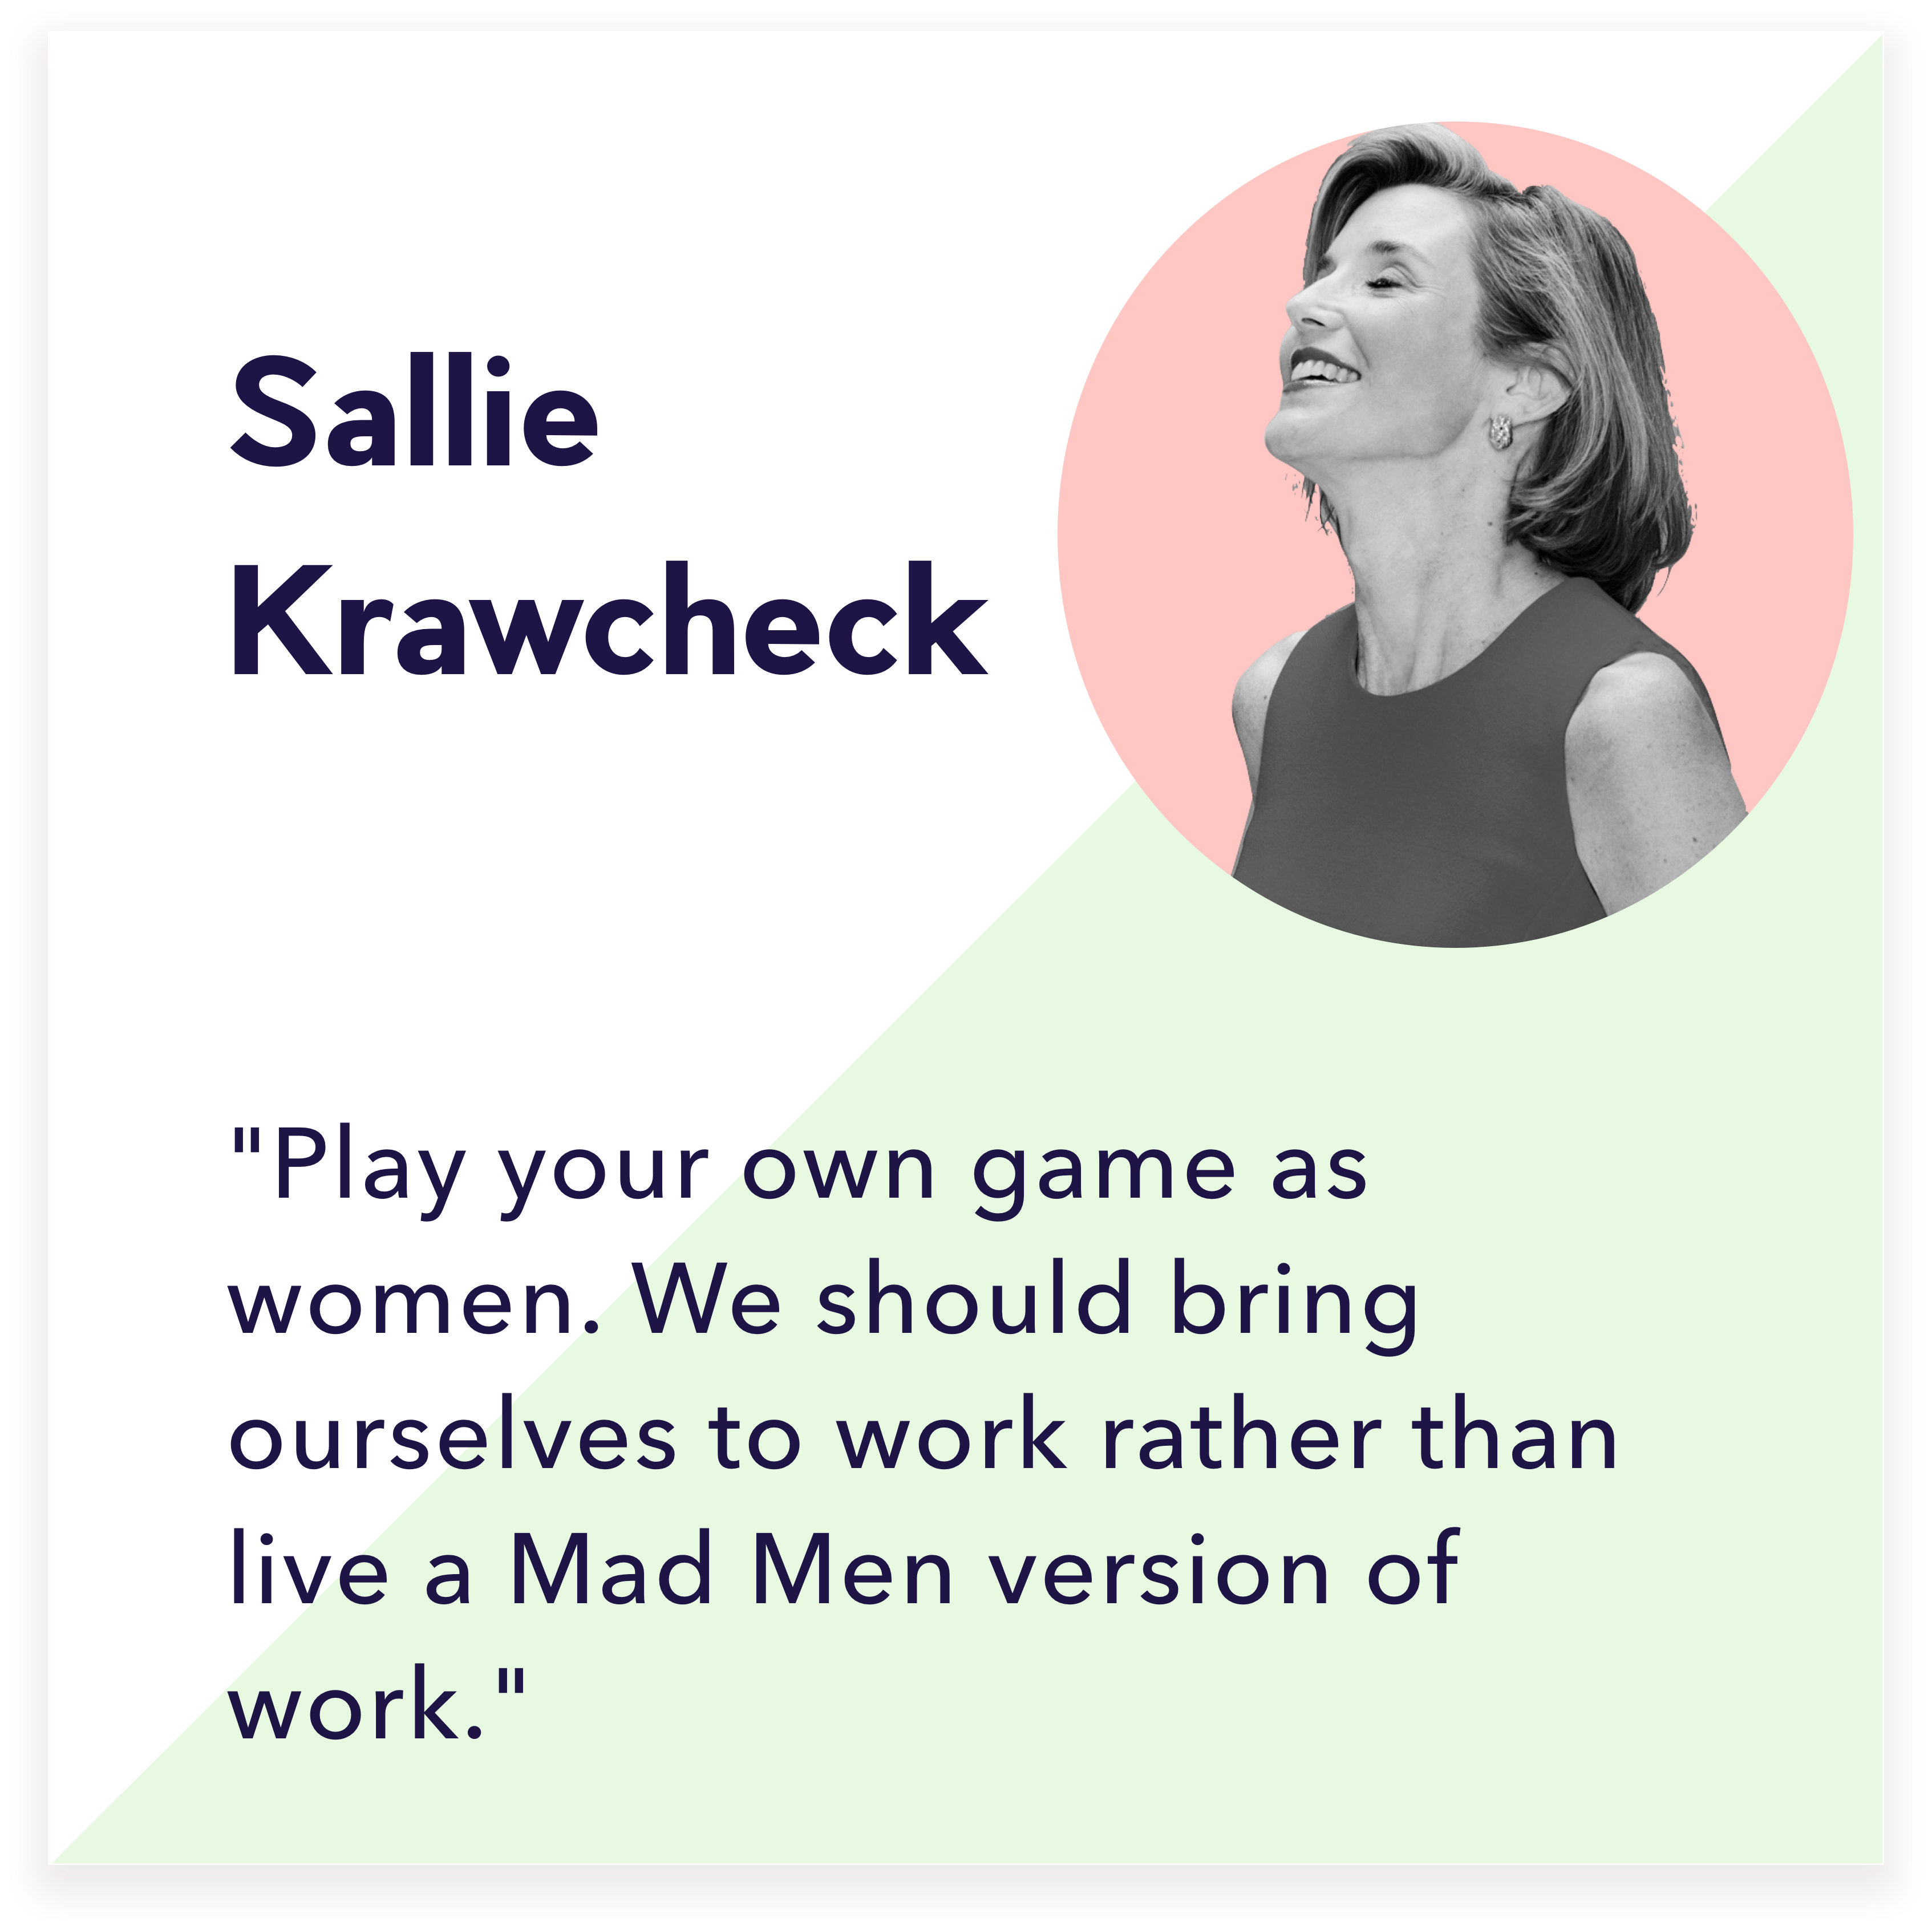 Sallie
Krawcheck
"Play your own game as
women. We should bring
ourselves to work rather than
live a Mad Men version of
work."